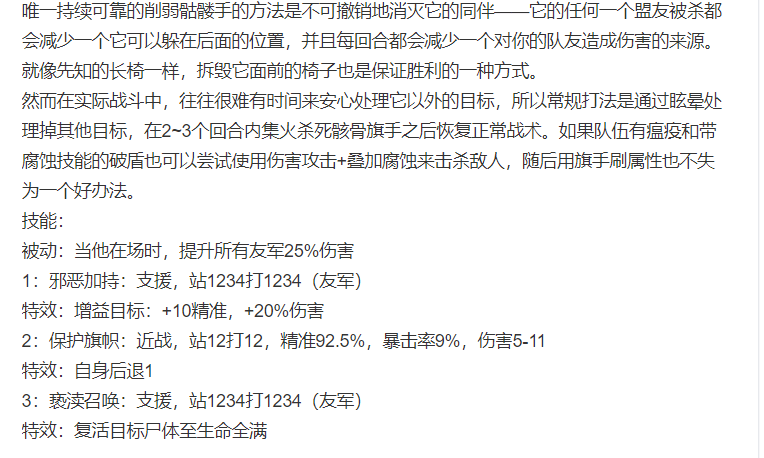 唯一持续可靠的削弱骷髅手的方法是不可撤销地消灭它的同伴——它的任何一个盟友被杀都
会减少一个它可以躲在后面的位置，并且每回合都会减少一个对你的队友造成伤害的来源。
就像先知的长椅一样，拆毁它面前的椅子也是保证胜利的一种方式。
然而在实际战斗中，往往很难有时间来安心处理它以外的目标，所以常规打法是通过眩晕处
理掉其他目标，在2~3个回合内集火杀死骸骨旗手之后恢复正常战术。如果队伍有瘟疫和带
腐蚀技能的破盾也可以尝试使用伤害攻击+叠加腐蚀来击杀敌人，随后用旗手刷属性也不失
为一个好办法。
技能：
被动：当他在场时，提升所有友军25%伤害
1：邪恶加持：支援，站1234打1234（友军）
特效：增益目标：+10精准，+20%伤害
2：保护旗帜：近战，站12打12，精准92.5%，暴击率9%，伤害5-11
特效：自身后退1
3：亵渎召唤：支援，站1234打1234（友军）
特效：复活目标尸体至生命全满